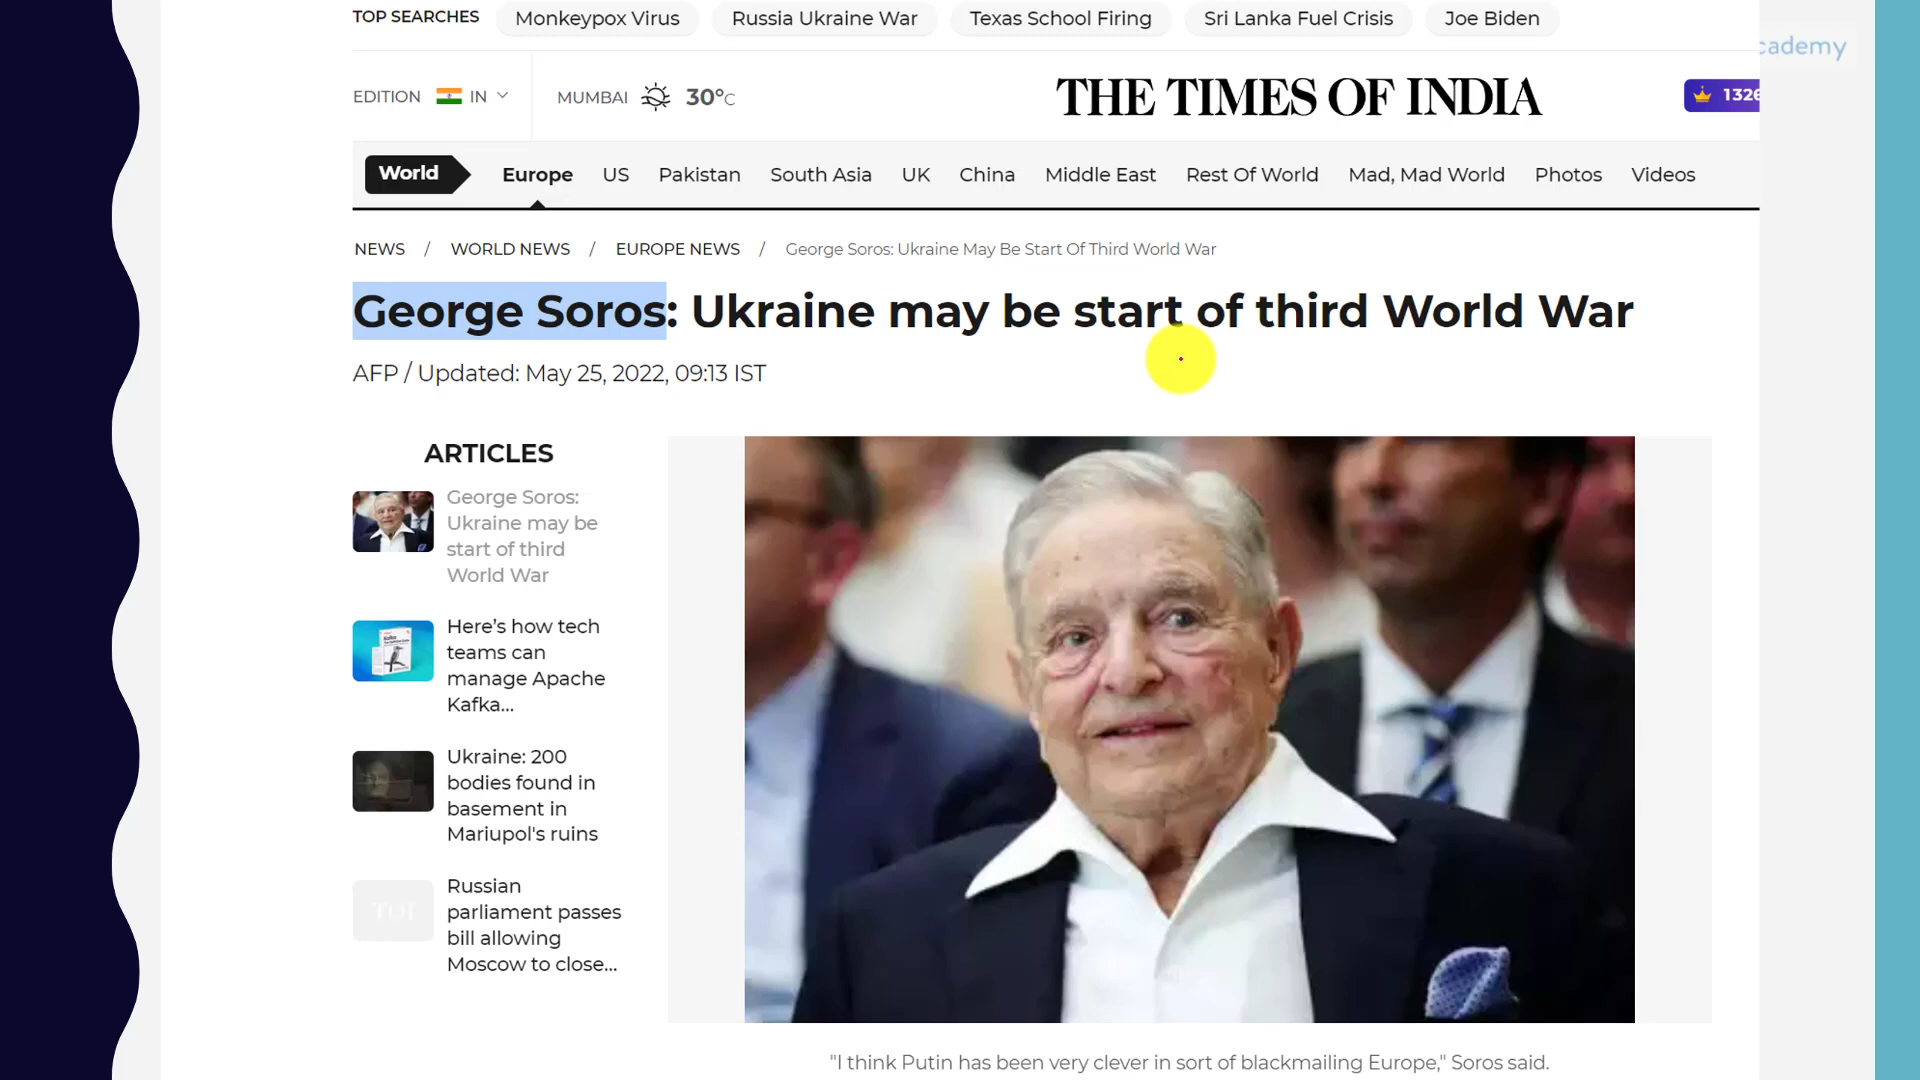 TOP SEARCHES Monkeypox Virus Russia Ukraine War Texas School Firing Sri Lanka Fuel Crisis Joe Biden
cademy
EDITION IN MUMBAI 30°C THE TIMES OF INDIA 1326
World Europe US Pakistan South Asia UK China Middle East Rest Of World Mad, Mad World Photos Videos
NEWS / WORLD NEWS / EUROPE NEWS / George Soros: Ukraine May Be Start Of Third World War
George Soros: Ukraine may be start of third World War
AFP / Updated: May 25, 2022, 09:13 IST
ARTICLES
George Soros:
Ukraine may be
start of third
World War
Here’s how tech
teams can
manage Apache
Kafka...
Ukraine: 200
bodies found in
basement in
Mariupol's ruins
TOI
Russian
parliament passes
bill allowing
Moscow to close...
"I think Putin has been very clever in sort of blackmailing Europe," Soros said.